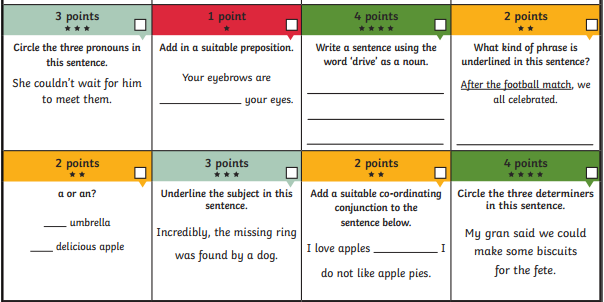 3 points
★ ★ ★
Circle the three pronouns in
this sentence.
She couldn't wait for him
to meet them.
1 point
★
Add in a suitable preposition.
Your eyebrows are
____________ your eyes.
4 points
★ ★ ★ ★
Write a sentence using the
word 'drive' as a noun.
2 points
★ ★
What kind of phrase is
underlined in this sentence?
After the football match, we
all celebrated.
2 points
★ ★
a or an?
____ umbrella
____ delicious apple
3 points
★ ★ ★
Underline the subject in this
sentence.
Incredibly, the missing ring
was found by a dog.
2 points
★ ★
Add a suitable co-ordinating
conjunction to the
sentence below.
I love apples __________ I
do not like apple pies.
4 points
★ ★ ★ ★
Circle the three determiners
in this sentence.
My gran said we could
make some biscuits
for the fete.